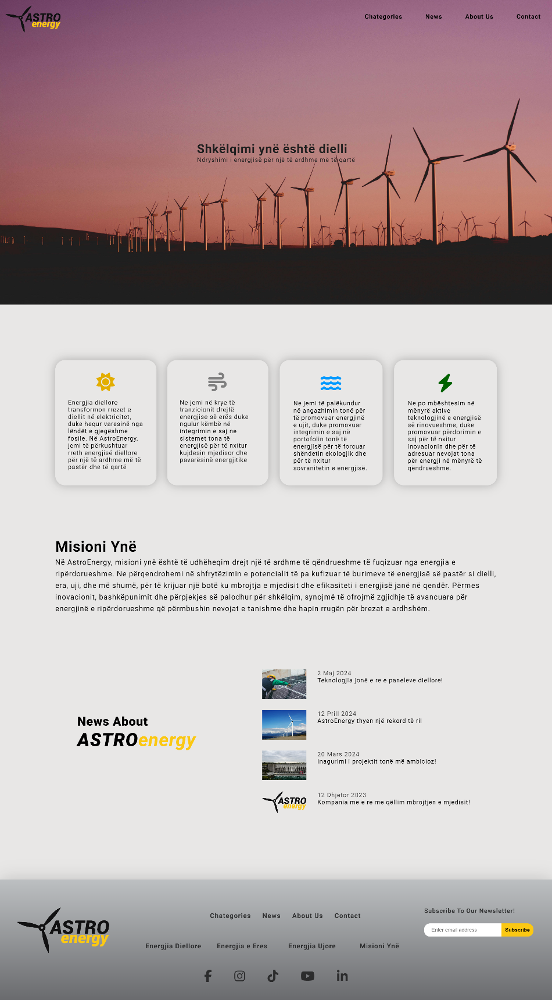 ASTRO
energy
Chategories News About Us Contact
Shkëlqimi ynë është dielli
Ndryshimi i energjisë për një të ardhme më të qartë
Energjia diellore
transformon rrezet e
diellit në elektricitet,
duke hequr varesinë nga
lëndët e gjegëshme
fosile. Në AstroEnergy,
jemi të përkushtuar
rreth energjisë diellore
për një të ardhme më të
pastër dhe të qartë
Ne jemi në krye të
tranzicionit drejtë
energjise së erës duke
ngulur këmbë në
integrimin e saj ne
sistemet tona të
energjisë për të nxitur
kujdesin mjedisor dhe
pavarësinë energjitike
Ne jemi të palëkundur
në angazhimin tonë për
të promovuar energjinë
e ujit, duke promovuar
integrimin e saj në
portofolin tonë të
energjisë për të forcuar
shëndetin ekologjik dhe
për të nxitur
sovranitetin e energjisë.
Ne po mbështesim në
mënyrë aktive
teknologjinë e energjisë
së rinovueshme, duke
promovuar përdorimin e
saj për të nxitur
inovacionin dhe për të
adresuar nevojat tona
për energji në mënyrë të
qëndrueshme.
Misioni Ynë
Në AstroEnergy, misioni ynë është të udhëheqim drejt një të ardhme të qëndrueshme të fuqizuar nga energjia e
ripërdorueshme. Ne përqendrohemi në shfrytëzimin e potencialit të pa kufizuar të burimeve të energjisë së pastër si dielli,
era, uji, dhe më shumë, për të krijuar një botë ku mbrojtja e mjedisit dhe efikasiteti i energjisë janë në qendër. Përmes
inovacionit, bashkëpunimit dhe përpjekjes së palodhur për shkëlqim, synojmë të ofrojmë zgjidhje të avancuara për
energjinë e ripërdorueshme që përmbushin nevojat e tanishme dhe hapin rrugën për brezat e ardhshëm.
News About
ASTROenergy
2 Maj 2024
Teknologjia jonë e re e paneleve diellore!
12 Prill 2024
AstroEnergy thyen një rekord të ri!
20 Mars 2024
Inagurimi i projektit tonë më ambicioz!
ASTRO
energy
12 Dhjetor 2023
Kompania me e re me qëllim mbrojtjen e mjedisit!
ASTRO
energy
Chategories News About Us Contact
Energjia Diellore Energjia e Eres Energjia Ujore Misioni Ynë
Subscribe To Our Newsletter!
Enter email address Subscribe